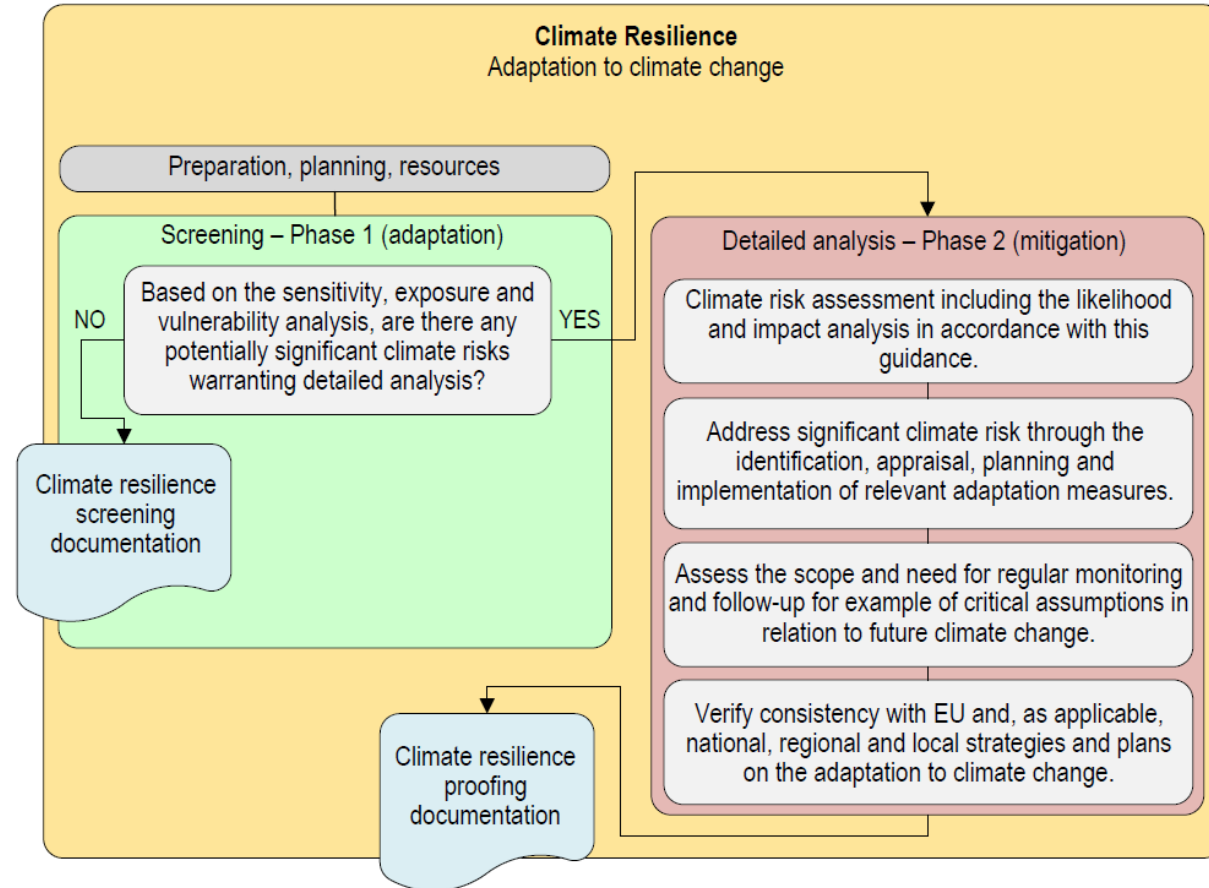 Climate Resilience
Adaptation to climate change
Preparation, planning, resources
Screening – Phase 1 (adaptation)
Based on the sensitivity, exposure and
vulnerability analysis, are there any
potentially significant climate risks
warranting detailed analysis?
NO
YES
Climate resilience
screening
documentation
Detailed analysis – Phase 2 (mitigation)
Climate risk assessment including the likelihood
and impact analysis in accordance with this
guidance.
Address significant climate risk through the
identification, appraisal, planning and
implementation of relevant adaptation measures.
Assess the scope and need for regular monitoring
and follow-up for example of critical assumptions in
relation to future climate change.
Verify consistency with EU and, as applicable,
national, regional and local strategies and plans
on the adaptation to climate change.
Climate resilience
proofing
documentation